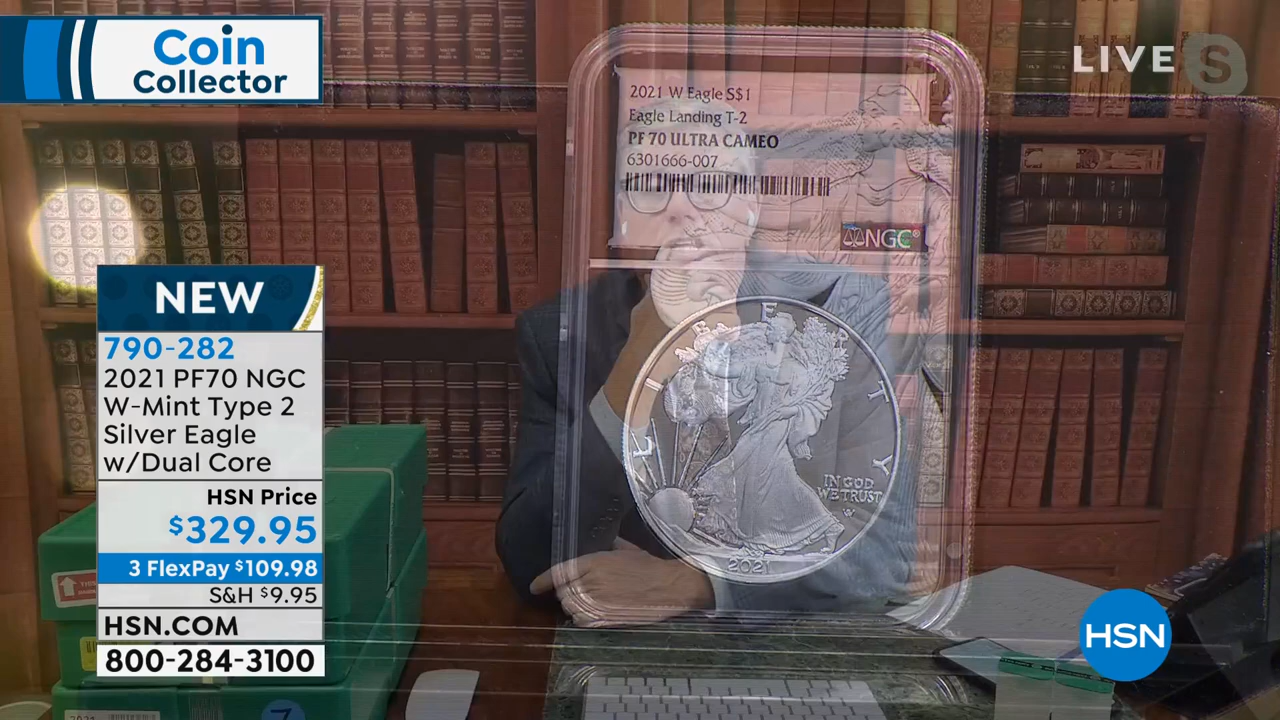 Coin
Collector
LIVE S
2021 W Eagle S$1
Eagle Landing T-2
PF 70 ULTRA CAMEO
6301666-007
NGC
NEW
790-282
2021 PF70 NGC
W-Mint Type 2
Silver Eagle
w/Dual Core
HSN Price
$329.95
3 FlexPay $109.98
S&H $9.95
HSN.COM
800-284-3100
L I E T Y
IN GOD
WE TRUST
2021
HSN
7
2021